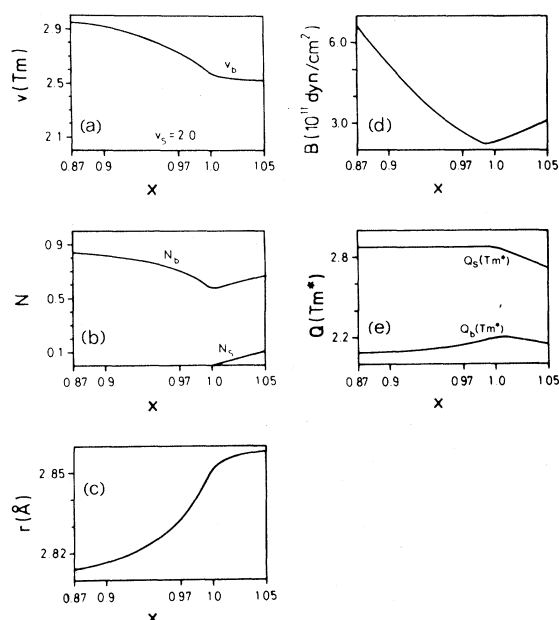 2.9
2.5
2.1
v (Tm)
(a)
v_b
v_s = 2.0
0.87 0.9 0.97 1.0 1.05
x
6.0
3.0
B (10^11 dyn/cm^2)
(d)
0.87 0.9 0.97 1.0 1.05
x
0.9
0.5
0.1
N
(b)
N_b
N_s
0.87 0.9 0.97 1.0 1.05
x
2.8
2.2
Q (Tm*)
(e)
Q_s (Tm*)
Q_b (Tm*)
0.87 0.9 0.97 1.0 1.05
x
2.85
2.82
r (Å)
(c)
0.87 0.9 0.97 1.0 1.05
x